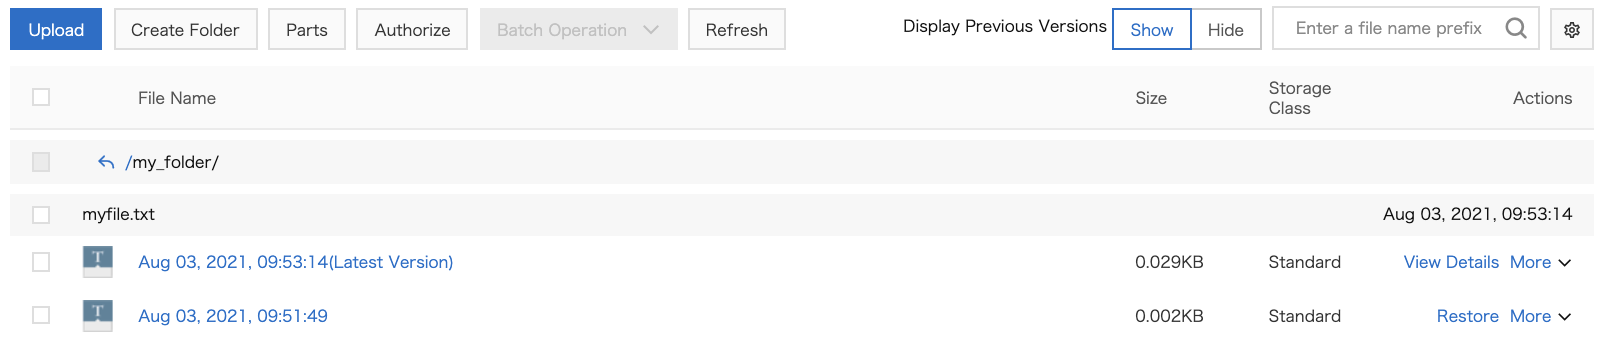 Upload Create Folder Parts Authorize Batch Operation Refresh Display Previous Versions Show Hide Enter a file name prefix
File Name Size Storage Class Actions
/my_folder/
myfile.txt Aug 03, 2021, 09:53:14
T Aug 03, 2021, 09:53:14(Latest Version) 0.029KB Standard View Details More
T Aug 03, 2021, 09:51:49 0.002KB Standard Restore More